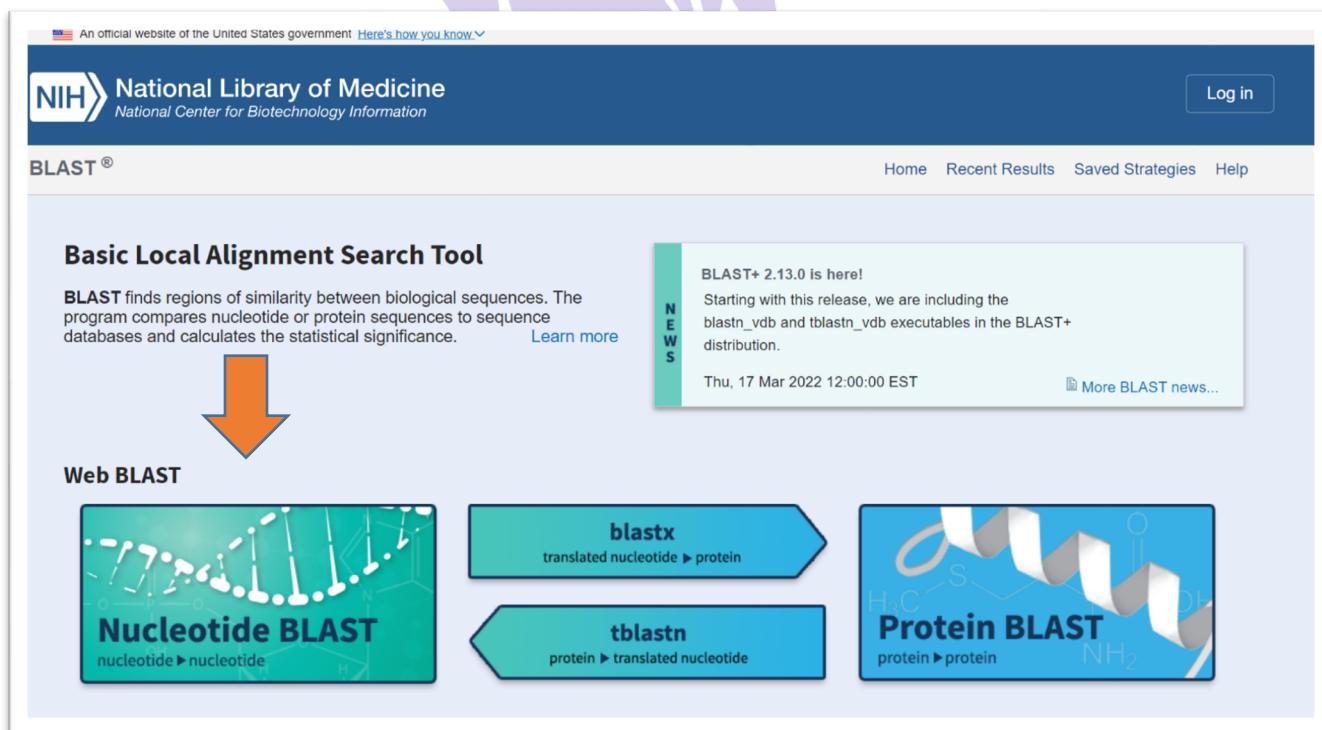 An official website of the United States government Here's how you know
NIH National Library of Medicine
National Center for Biotechnology Information
Log in
BLAST ®
Home Recent Results Saved Strategies Help
Basic Local Alignment Search Tool
BLAST finds regions of similarity between biological sequences. The
program compares nucleotide or protein sequences to sequence
databases and calculates the statistical significance. Learn more
NEWS
BLAST+ 2.13.0 is here!
Starting with this release, we are including the
blastn_vdb and tblastn_vdb executables in the BLAST+
distribution.
Thu, 17 Mar 2022 12:00:00 EST
More BLAST news...
Web BLAST
Nucleotide BLAST
nucleotide ▶ nucleotide
blastx
translated nucleotide ▶ protein
tblastn
protein ▶ translated nucleotide
Protein BLAST
protein ▶ protein
H₃C
S
O
OH
NH₂